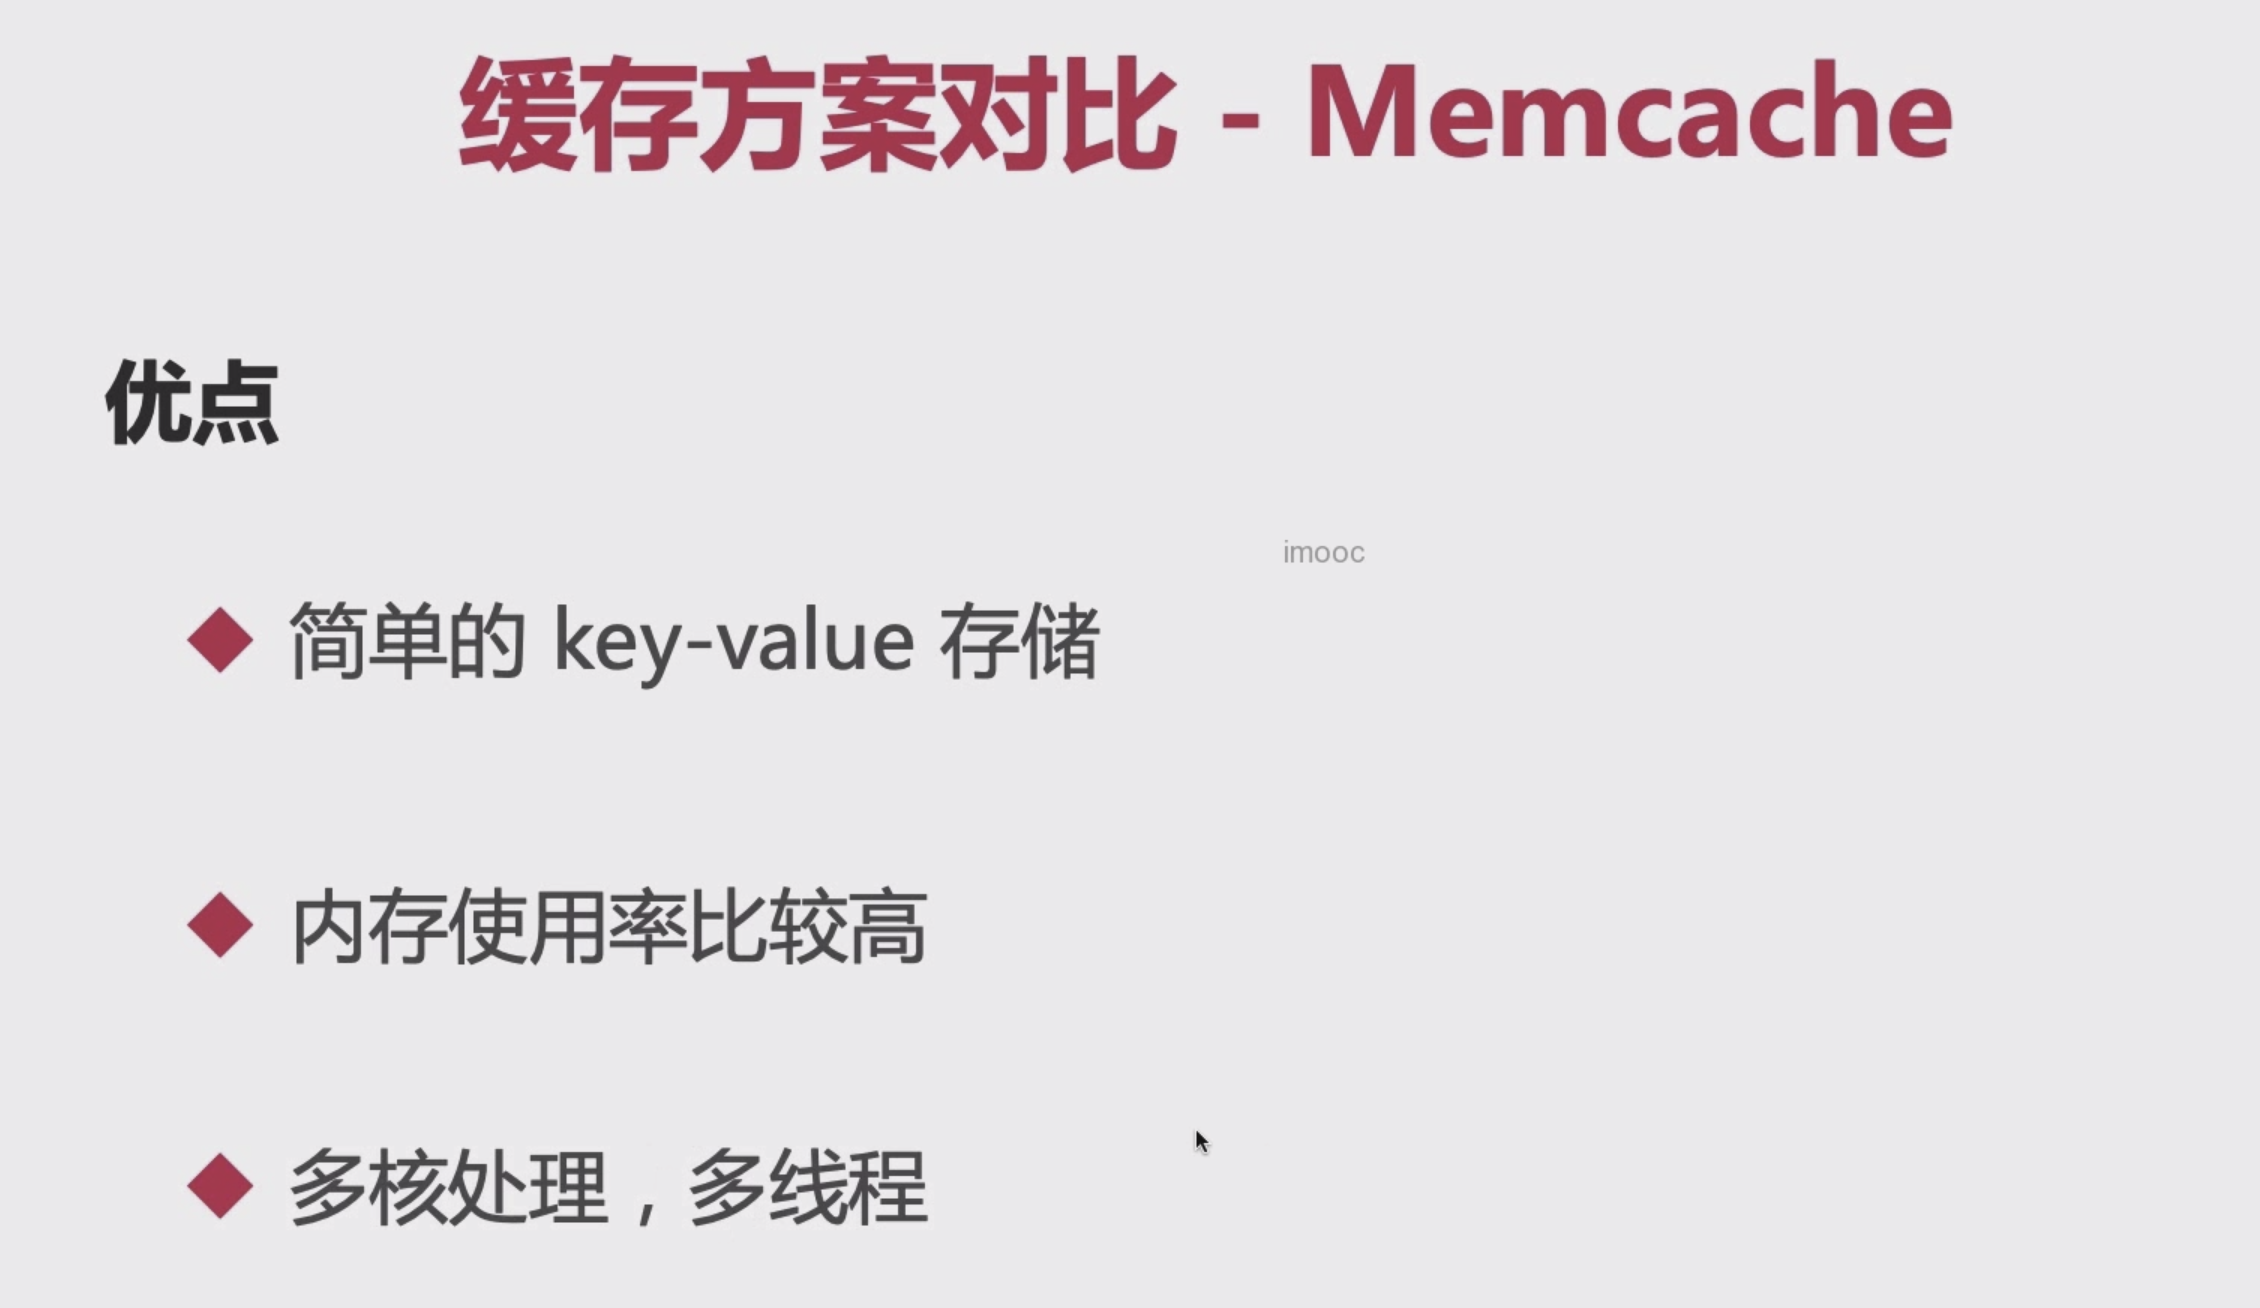 缓存方案对比 - Memcache
优点
imooc
简单的 key-value 存储
内存使用率比较高
多核处理，多线程